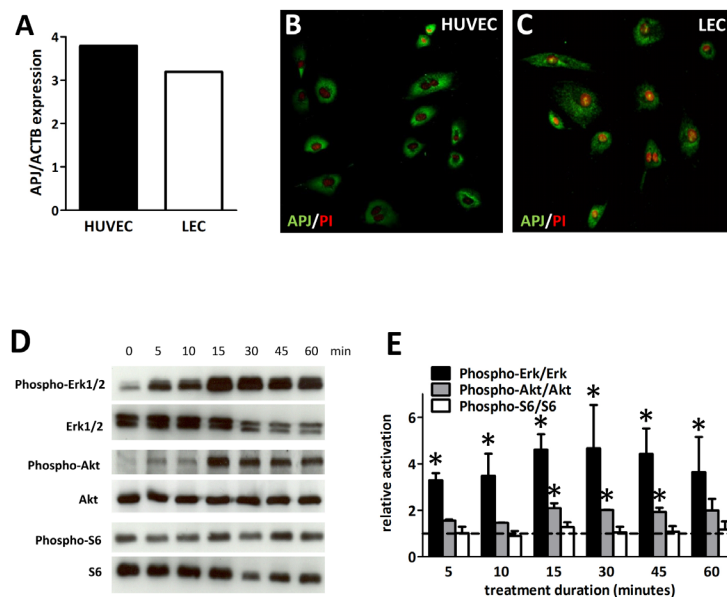 A
APJ/ACTB expression
4
3
2
1
0
HUVEC LEC
B HUVEC
APJ/PI
C LEC
APJ/PI
D
0 5 10 15 30 45 60 min
Phospho-Erk1/2
Erk1/2
Phospho-Akt
Akt
Phospho-S6
S6
E
Phospho-Erk/Erk
Phospho-Akt/Akt
Phospho-S6/S6
relative activation
6
4
2
0
* * * * * * * * *
5 10 15 30 45 60
treatment duration (minutes)